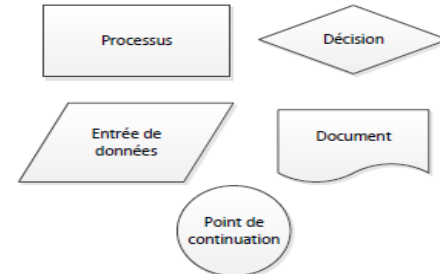 Processus
Décision
Entrée de
données
Document
Point de
continuation